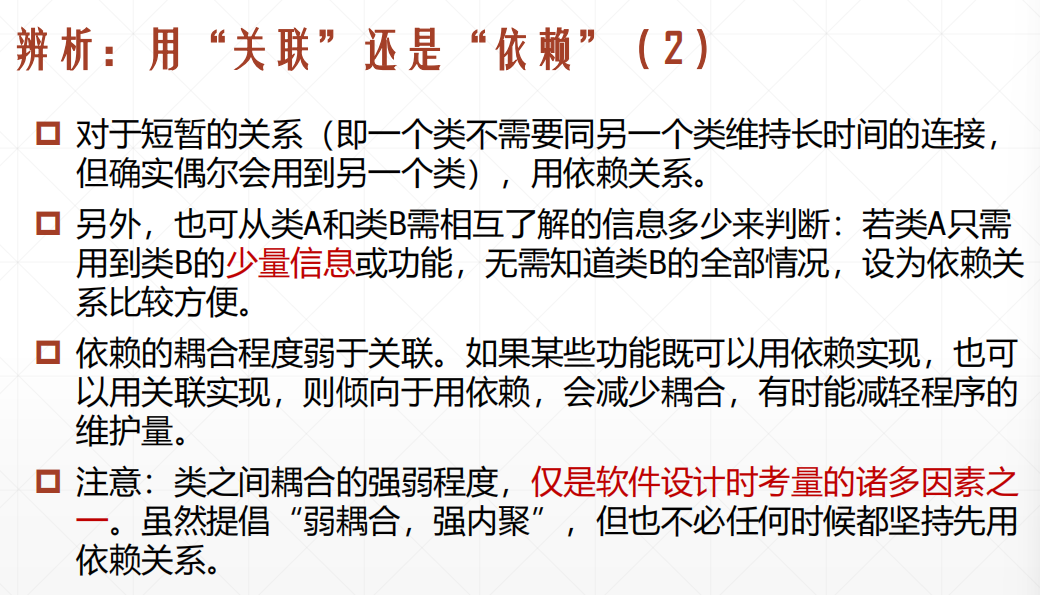 辨析：用“关联”还是“依赖”（2）
对于短暂的关系（即一个类不需要同另一个类维持长时间的连接，
但确实偶尔会用到另一个类），用依赖关系。
另外，也可从类A和类B需相互了解的信息多少来判断：若类A只需
用到类B的少量信息或功能，无需知道类B的全部情况，设为依赖关
系比较方便。
依赖的耦合程度弱于关联。如果某些功能既可以用依赖实现，也可
以用关联实现，则倾向于用依赖，会减少耦合，有时能减轻程序的
维护量。
注意：类之间耦合的强弱程度，仅是软件设计时考量的诸多因素之
一。虽然提倡“弱耦合，强内聚”，但也不必任何时候都坚持先用
依赖关系。